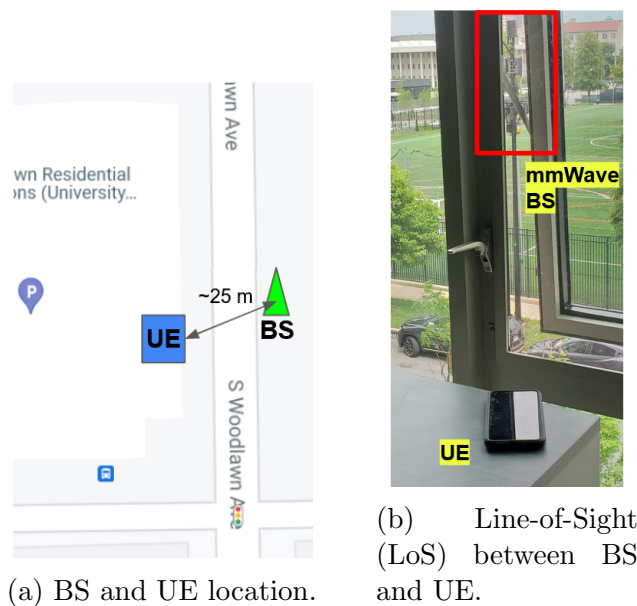 wn Ave
wn Residential
ons (University...
P
~25 m
UE
BS
S Woodlawn Ave
(a) BS and UE location.
mmWave
BS
UE
(b) Line-of-Sight
(LoS) between BS
and UE.